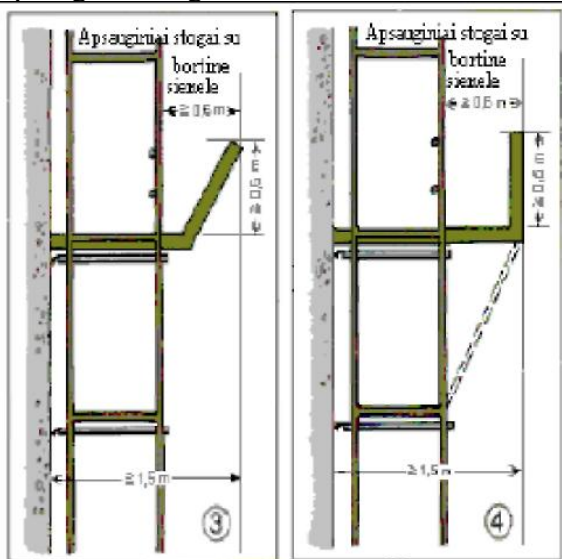 Apsauginiai stogai su
bortine
sienele
≥ 0,6 m
≥ 0,6 m
≥ 1,5 m
3
Apsauginiai stogai su
bortine
sienele
≥ 0,6 m
≥ 0,6 m
≥ 1,5 m
4